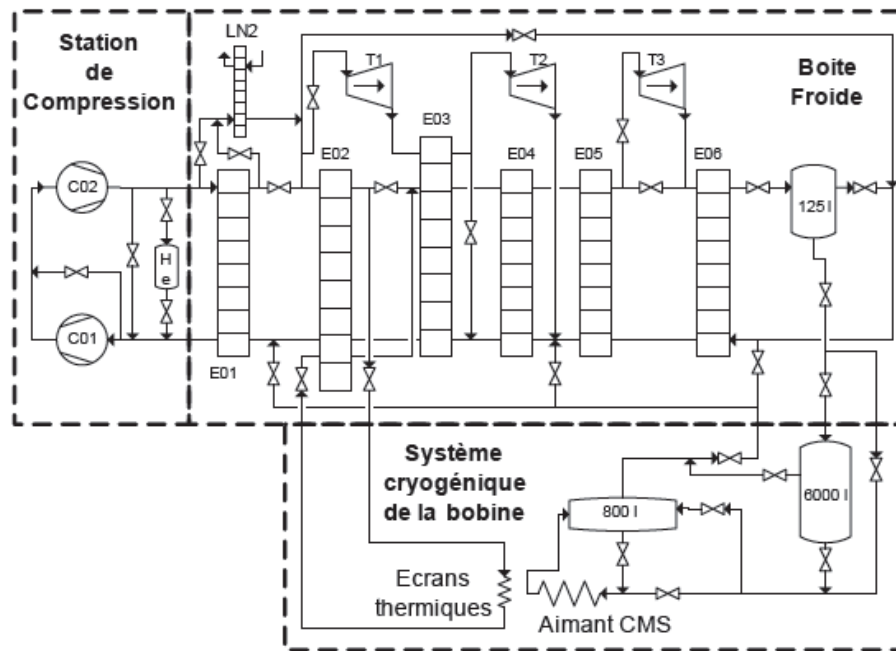 Station
de
Compression
LN2
T1
T2
T3
Boite
Froide
E03
E02
E04
E05
E06
C02
125 l
H
e
C01
E01
Système
cryogénique
de la bobine
6000 l
800 l
Ecrans
thermiques
Aimant CMS